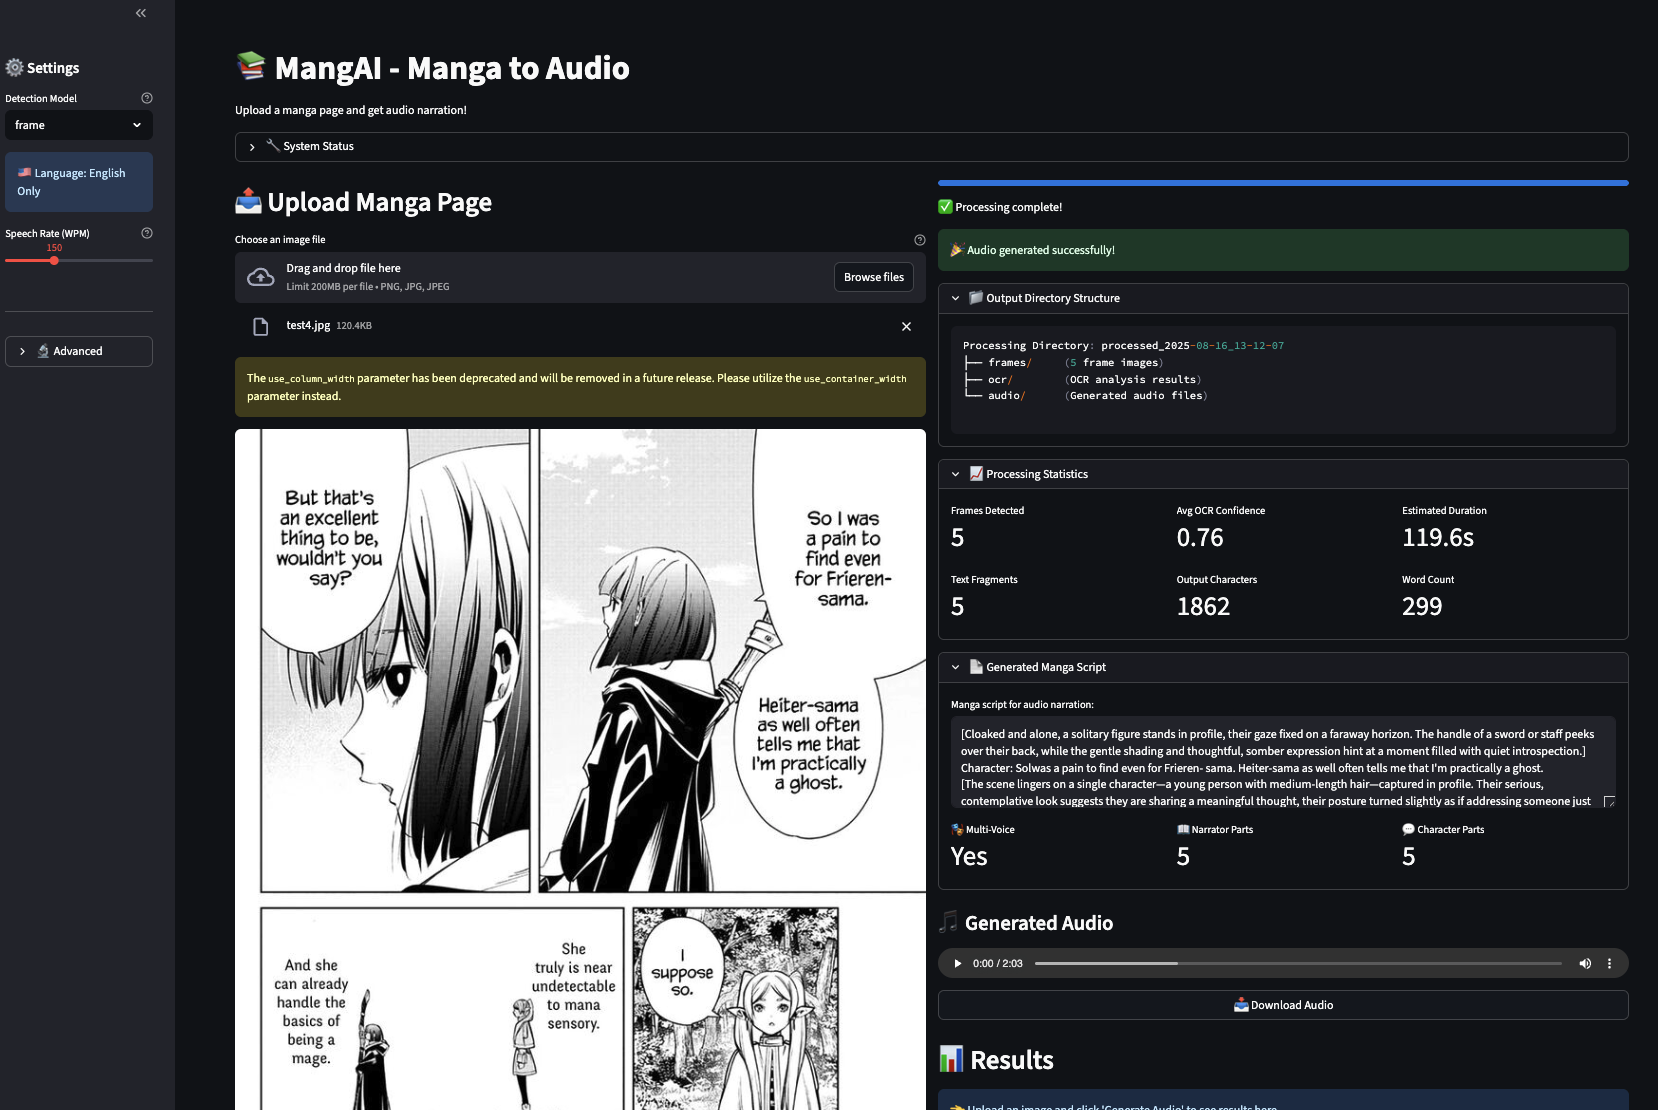 Settings
Detection Model
frame
Language: English
Only
Speech Rate (WPM)
150
Advanced
MangAI - Manga to Audio
Upload a manga page and get audio narration!
System Status
Upload Manga Page
Choose an image file
Drag and drop file here
Limit 200MB per file • PNG, JPG, JPEG
Browse files
test4.jpg 120.4KB
The use_column_width parameter has been deprecated and will be removed in a future release. Please utilize the use_container_width
parameter instead.
So I was
a pain to
find even
for Frieren-
sama.
Heiter-sama
as well often
tells me that
I'm practically
a ghost.
But that's
an excellent
thing to be,
wouldn't you
say?
I
suppose
so.
She
truly is near
undetectable
to mana
sensory.
And she
can already
handle the
basics of
being a
mage.
Processing complete!
Audio generated successfully!
Output Directory Structure
Processing Directory: processed_2025-08-16_13-12-07
├── frames/ (5 frame images)
├── ocr/ (OCR analysis results)
└── audio/ (Generated audio files)
Processing Statistics
Frames Detected
5
Avg OCR Confidence
0.76
Estimated Duration
119.6s
Text Fragments
5
Output Characters
1862
Word Count
299
Generated Manga Script
Manga script for audio narration:
[Cloaked and alone, a solitary figure stands in profile, their gaze fixed on a faraway horizon. The handle of a sword or staff peeks
over their back, while the gentle shading and thoughtful, somber expression hint at a moment filled with quiet introspection.]
Character: Solwas a pain to find even for Frieren- sama. Heiter-sama as well often tells me that I'm practically a ghost.
[The scene lingers on a single character—a young person with medium-length hair—captured in profile. Their serious,
contemplative look suggests they are sharing a meaningful thought, their posture turned slightly as if addressing someone just
Multi-Voice
Yes
Narrator Parts
5
Character Parts
5
Generated Audio
0:00 / 2:03
Download Audio
Results
Upload an image and click 'Generate Audio' to see results here